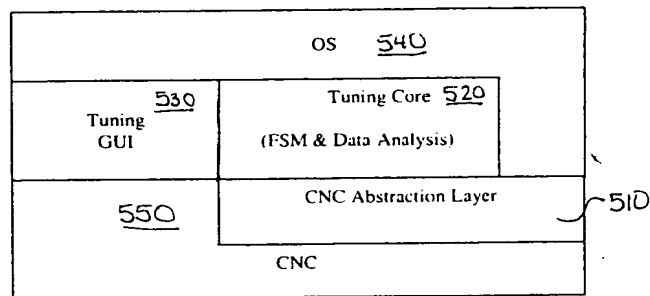 OS 540
530
Tuning
GUI
Tuning Core 520
(FSM & Data Analysis)
550
CNC Abstraction Layer
510
CNC